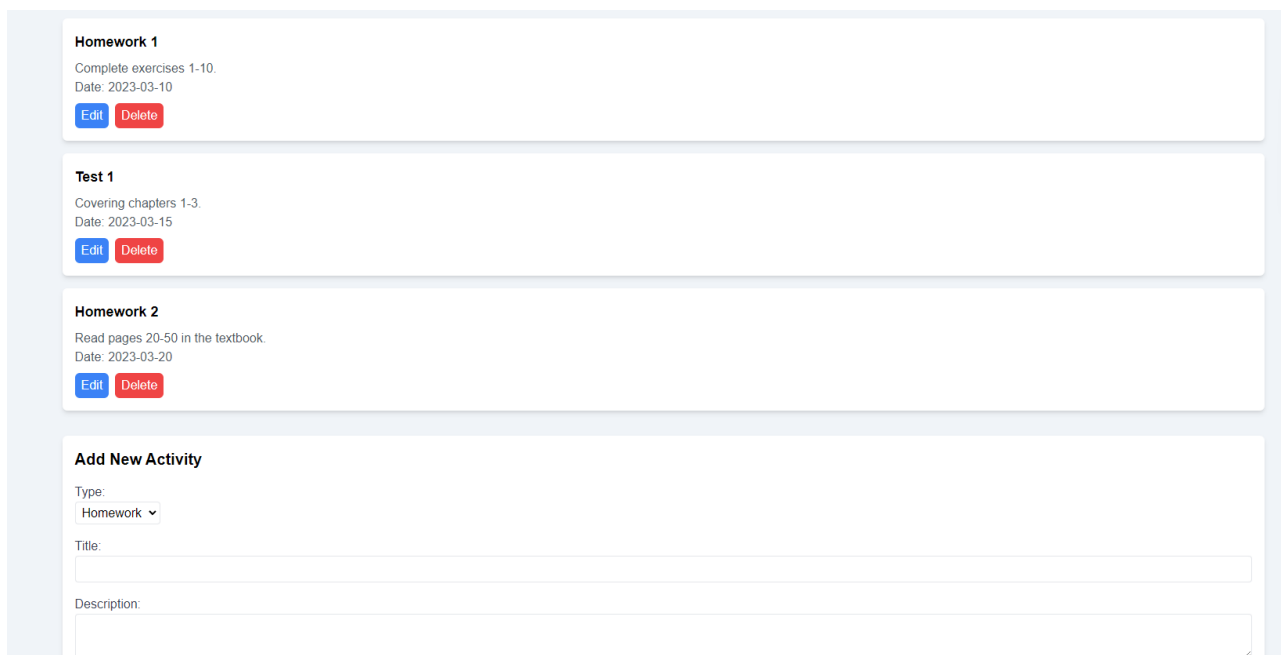 Homework 1
Complete exercises 1-10.
Date: 2023-03-10
Edit Delete
Test 1
Covering chapters 1-3.
Date: 2023-03-15
Edit Delete
Homework 2
Read pages 20-50 in the textbook.
Date: 2023-03-20
Edit Delete
Add New Activity
Type:
Homework
Title:
Description: